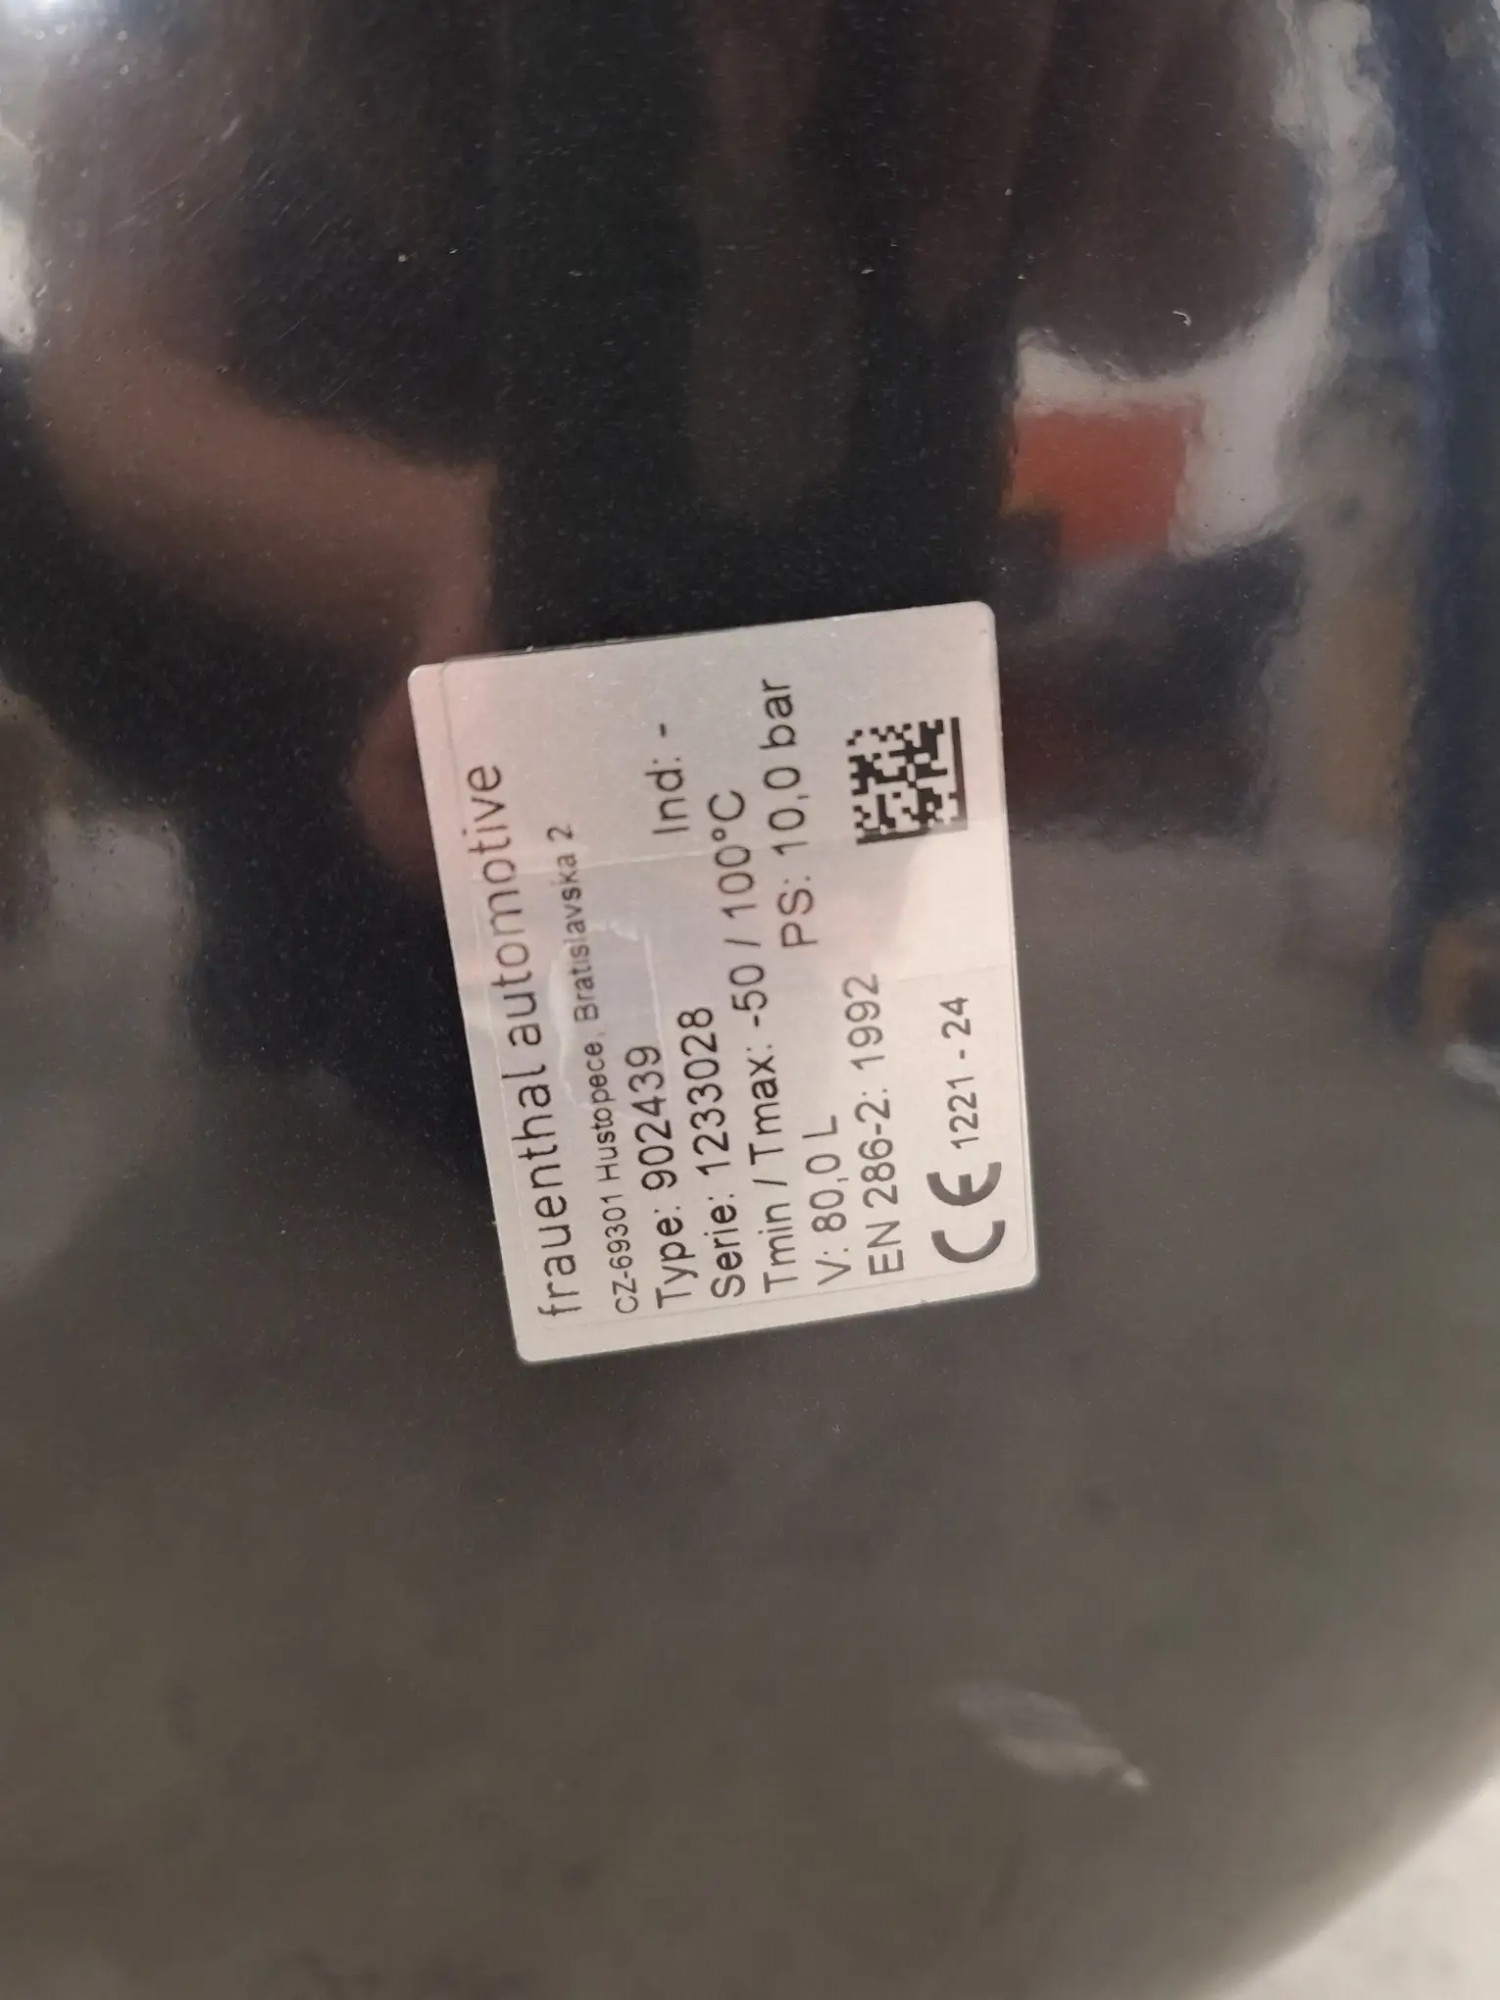 frauenthal automotive
CZ-69301 Hustopece, Bratislavska 2
Type: 902439 Ind: -
Serie: 1233028
Tmin / Tmax: -50 / 100°C
V: 80,0 L PS: 10,0 bar
EN 286-2: 1992
CE 1221 - 24